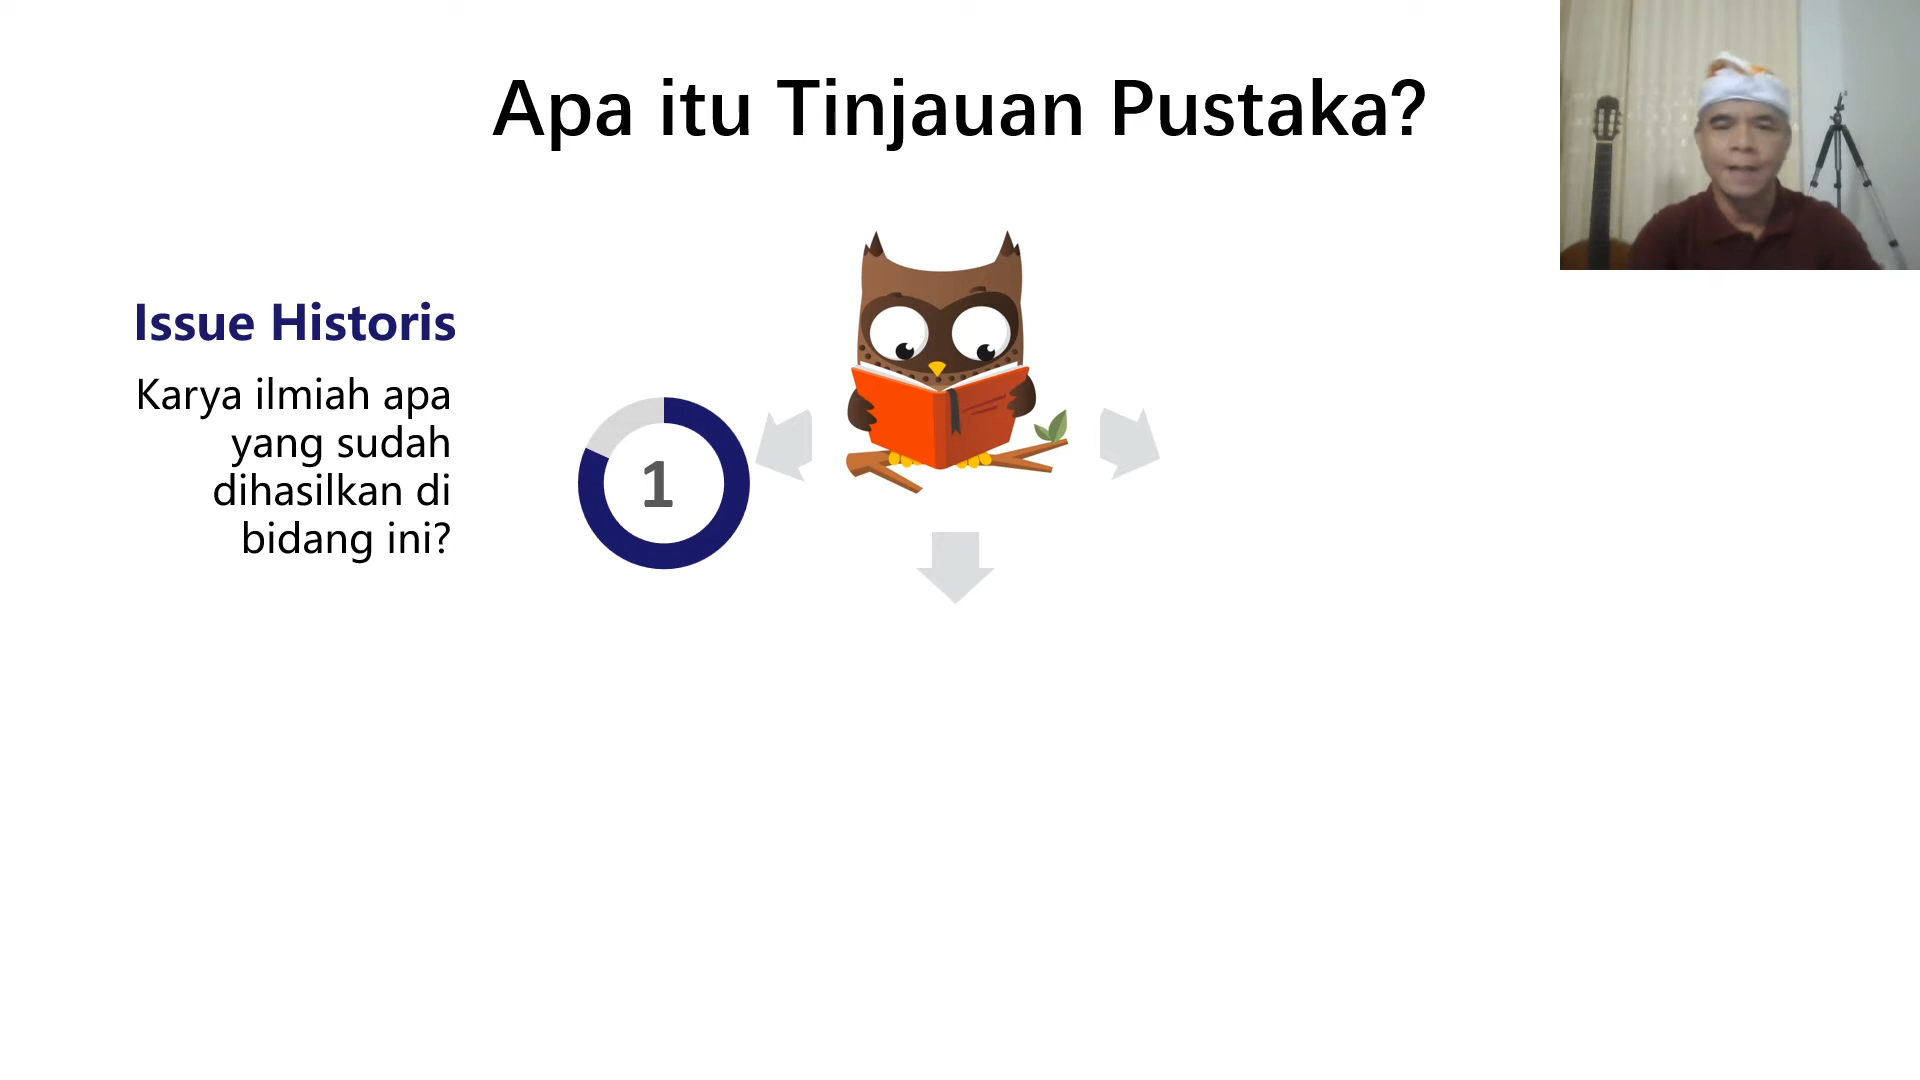 Apa itu Tinjauan Pustaka?
Issue Historis
Karya ilmiah apa
yang sudah
dihasilkan di
bidang ini?
1